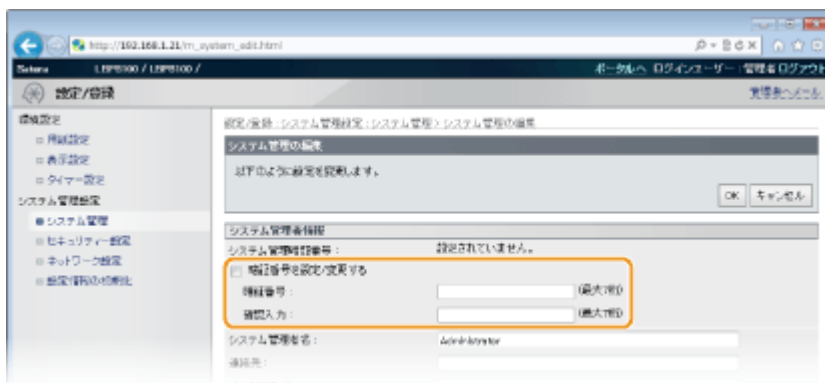 http://192.168.1.21/m_system_edit.html
Satera LBP8100 / LBP8100 /
ポータルへ ログインユーザー：管理者 ログアウト
設定/登録
管理者へメール
環境設定
用紙設定
表示設定
タイマー設定
システム管理設定
システム管理
セキュリティー設定
ネットワーク設定
設定情報の初期化
設定/登録 : システム管理設定 : システム管理 > システム管理の編集
システム管理の編集
以下のように設定を変更します。
OK キャンセル
システム管理者情報
システム管理暗証番号： 設定されていません。
暗証番号を設定/変更する
暗証番号： (最大7桁)
確認入力： (最大7桁)
システム管理者名： Administrator
連絡先：